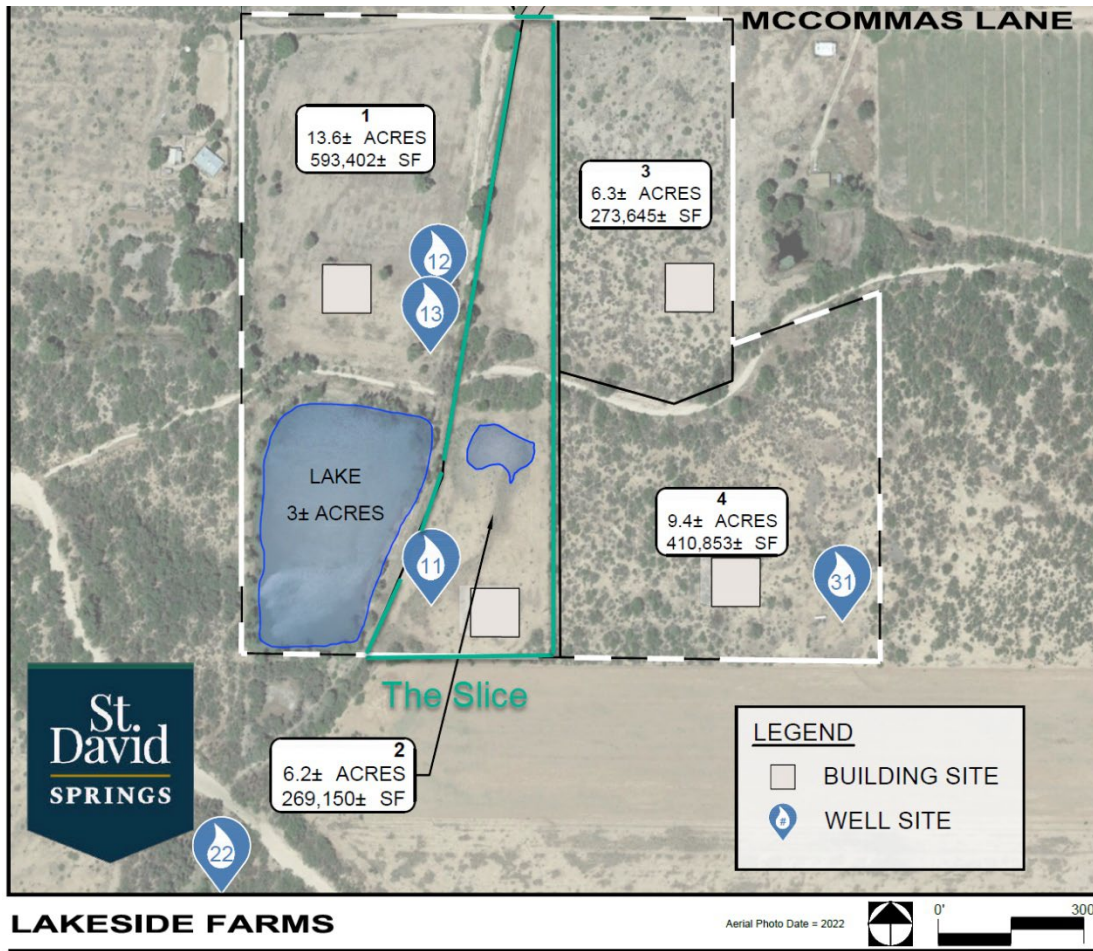 MCCOMMAS LANE
1
13.6± ACRES
593,402± SF
3
6.3± ACRES
273,645± SF
12
13
LAKE
3± ACRES
4
9.4± ACRES
410,853± SF
11
31
The Slice
St.
David
SPRINGS
2
6.2± ACRES
269,150± SF
22
LEGEND
BUILDING SITE
#
WELL SITE
LAKESIDE FARMS
Aerial Photo Date = 2022
0'
300